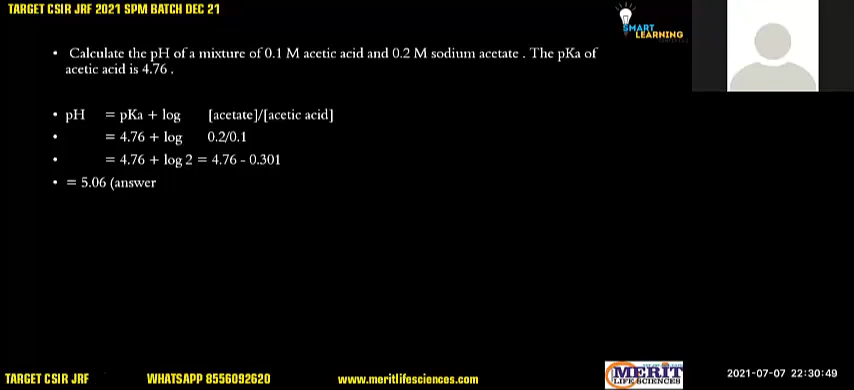 TARGET CSIR JRF 2021 SPM BATCH DEC 21
SMART
LEARNING
• Calculate the pH of a mixture of 0.1 M acetic acid and 0.2 M sodium acetate . The pKa of
acetic acid is 4.76 .
• pH = pKa + log [acetate]/[acetic acid]
• = 4.76 + log 0.2/0.1
• = 4.76 + log 2 = 4.76 - 0.301
• = 5.06 (answer
TARGET CSIR JRF WHATSAPP 8556092620 www.meritlifesciences.com
MERIT
LIFE SCIENCES
2021-07-07 22:30:49